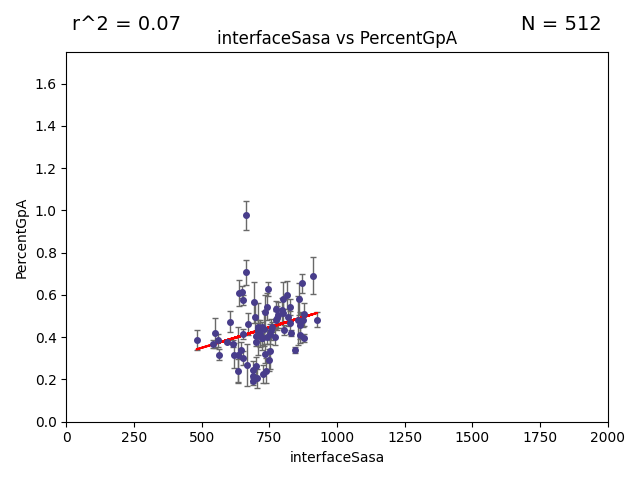 r^2 = 0.07
N = 512
interfaceSasa vs PercentGpA
PercentGpA
1.6
1.4
1.2
1.0
0.8
0.6
0.4
0.2
0.0
0 250 500 750 1000 1250 1500 1750 2000
interfaceSasa